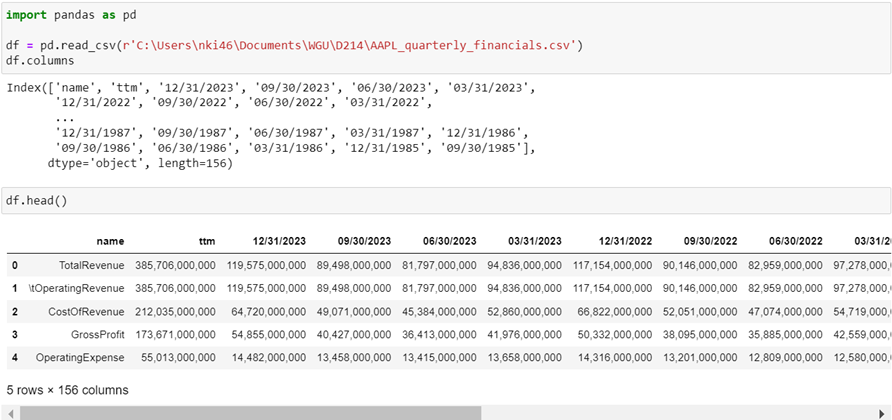 import pandas as pd
df = pd.read_csv(r'C:\Users\nki46\Documents\WGU\D214\AAPL_quarterly_financials.csv')
df.columns
Index(['name', 'ttm', '12/31/2023', '09/30/2023', '06/30/2023', '03/31/2023',
'12/31/2022', '09/30/2022', '06/30/2022', '03/31/2022',
...
'12/31/1987', '09/30/1987', '06/30/1987', '03/31/1987', '12/31/1986',
'09/30/1986', '06/30/1986', '03/31/1986', '12/31/1985', '09/30/1985'],
dtype='object', length=156)
df.head()
name ttm 12/31/2023 09/30/2023 06/30/2023 03/31/2023 12/31/2022 09/30/2022 06/30/2022 03/31/20
0 TotalRevenue 385,706,000,000 119,575,000,000 89,498,000,000 81,797,000,000 94,836,000,000 117,154,000,000 90,146,000,000 82,959,000,000 97,278,000,
1 \tOperatingRevenue 385,706,000,000 119,575,000,000 89,498,000,000 81,797,000,000 94,836,000,000 117,154,000,000 90,146,000,000 82,959,000,000 97,278,000,
2 CostOfRevenue 212,035,000,000 64,720,000,000 49,071,000,000 45,384,000,000 52,860,000,000 66,822,000,000 52,051,000,000 47,074,000,000 54,719,000,
3 GrossProfit 173,671,000,000 54,855,000,000 40,427,000,000 36,413,000,000 41,976,000,000 50,332,000,000 38,095,000,000 35,885,000,000 42,559,000,
4 OperatingExpense 55,013,000,000 14,482,000,000 13,458,000,000 13,415,000,000 13,658,000,000 14,316,000,000 13,201,000,000 12,809,000,000 12,580,000,
5 rows × 156 columns